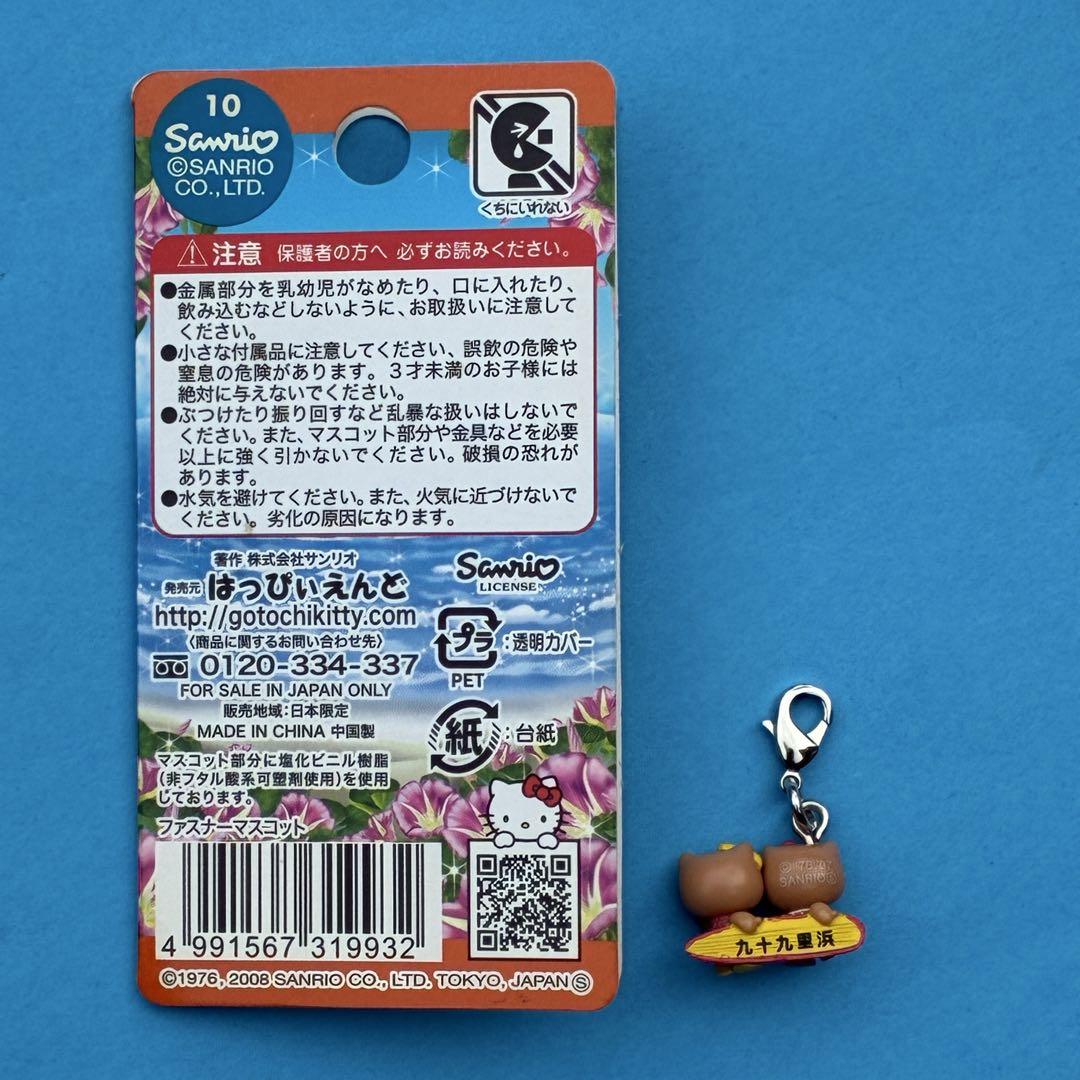 10
Sanrio
©SANRIO
CO.,LTD.
くちにいれない
注意 保護者の方へ 必ずお読みください。
●金属部分を乳幼児がなめたり、口に入れたり、
飲み込むなどしないように、お取扱いに注意して
ください。
●小さな付属品に注意してください、誤飲の危険や
窒息の危険があります。3才未満のお子様には
絶対に与えないでください。
●ぶつけたり振り回すなど乱暴な扱いはしないで
ください。また、マスコット部分や金具などを必要
以上に強く引かないでください。破損の恐れが
あります。
●水気を避けてください。また、火気に近づけないで
ください。劣化の原因になります。
著作 株式会社サンリオ
発売元 はっぴぃえんど
http://gotochikitty.com
〈商品に関するお問い合わせ先〉
0120-334-337
FOR SALE IN JAPAN ONLY
販売地域:日本限定
MADE IN CHINA 中国製
マスコット部分に塩化ビニル樹脂
(非フタル酸系可塑剤使用)を使用
しております。
ファスナーマスコット
Sanrio
LICENSE
プラ :透明カバー
PET
紙 :台紙
4 991567 319932
©1976, 2008 SANRIO CO., LTD. TOKYO, JAPAN Ⓢ
SANRIO
九十九里浜